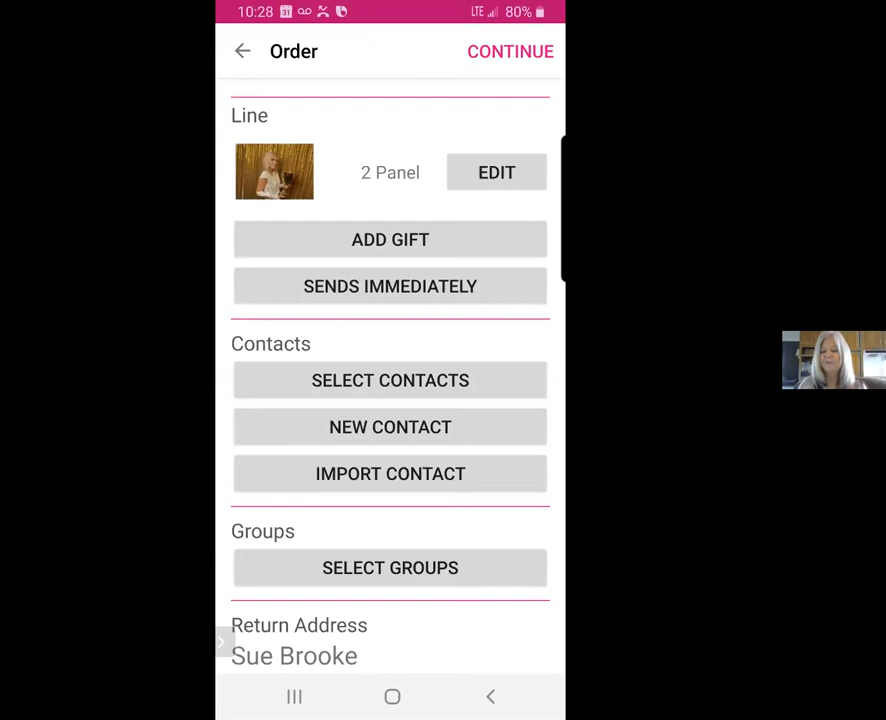 10:28 31 LTE 80%
Order CONTINUE
Line
2 Panel EDIT
ADD GIFT
SENDS IMMEDIATELY
Contacts
SELECT CONTACTS
NEW CONTACT
IMPORT CONTACT
Groups
SELECT GROUPS
Return Address
Sue Brooke